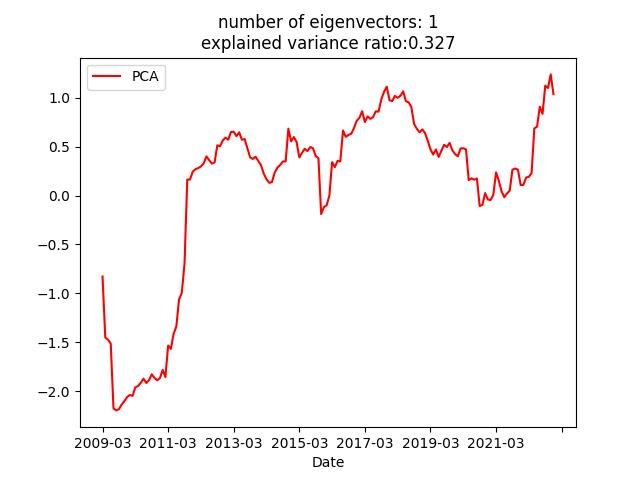 number of eigenvectors: 1
explained variance ratio:0.327
PCA
1.0
0.5
0.0
−0.5
−1.0
−1.5
−2.0
2009-03 2011-03 2013-03 2015-03 2017-03 2019-03 2021-03
Date